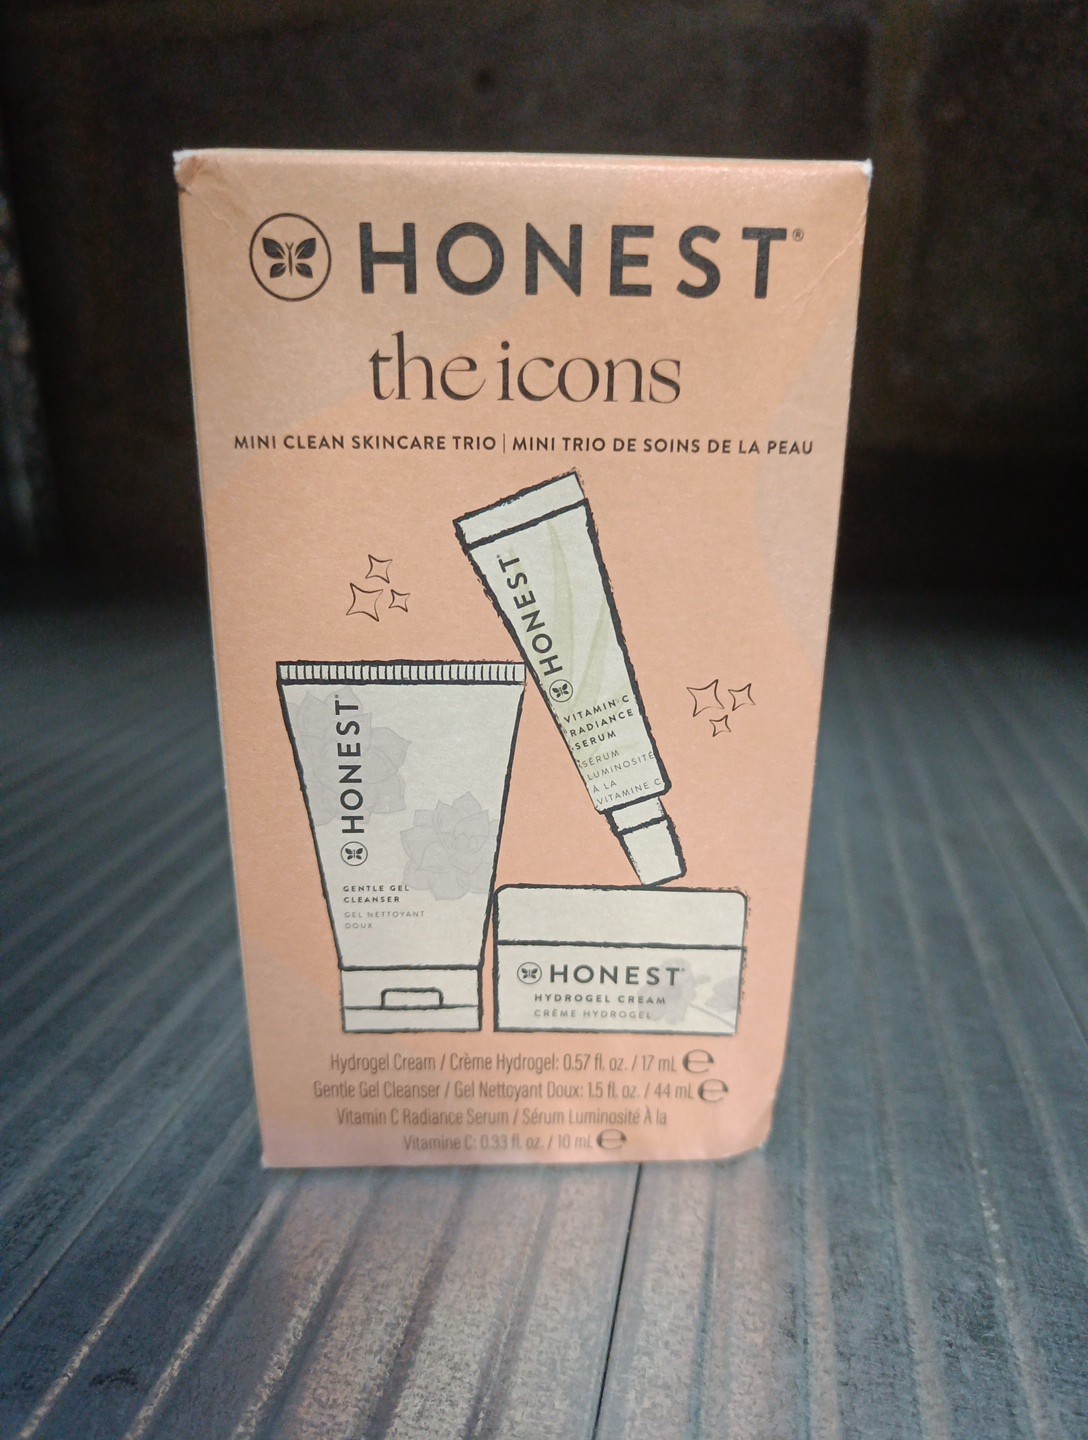 HONEST®
the icons
MINI CLEAN SKINCARE TRIO | MINI TRIO DE SOINS DE LA PEAU
HONEST®
VITAMIN C
RADIANCE
SERUM
SÉRUM
LUMINOSITÉ
À LA
VITAMINE C
HONEST®
GENTLE GEL
CLEANSER
GEL NETTOYANT
DOUX
HONEST®
HYDROGEL CREAM
CRÈME HYDROGEL
Hydrogel Cream / Crème Hydrogel: 0.57 fl. oz. / 17 mL ℮
Gentle Gel Cleanser / Gel Nettoyant Doux: 1.5 fl. oz. / 44 mL ℮
Vitamin C Radiance Serum / Sérum Luminosité À la
Vitamine C: 0.33 fl. oz. / 10 mL ℮